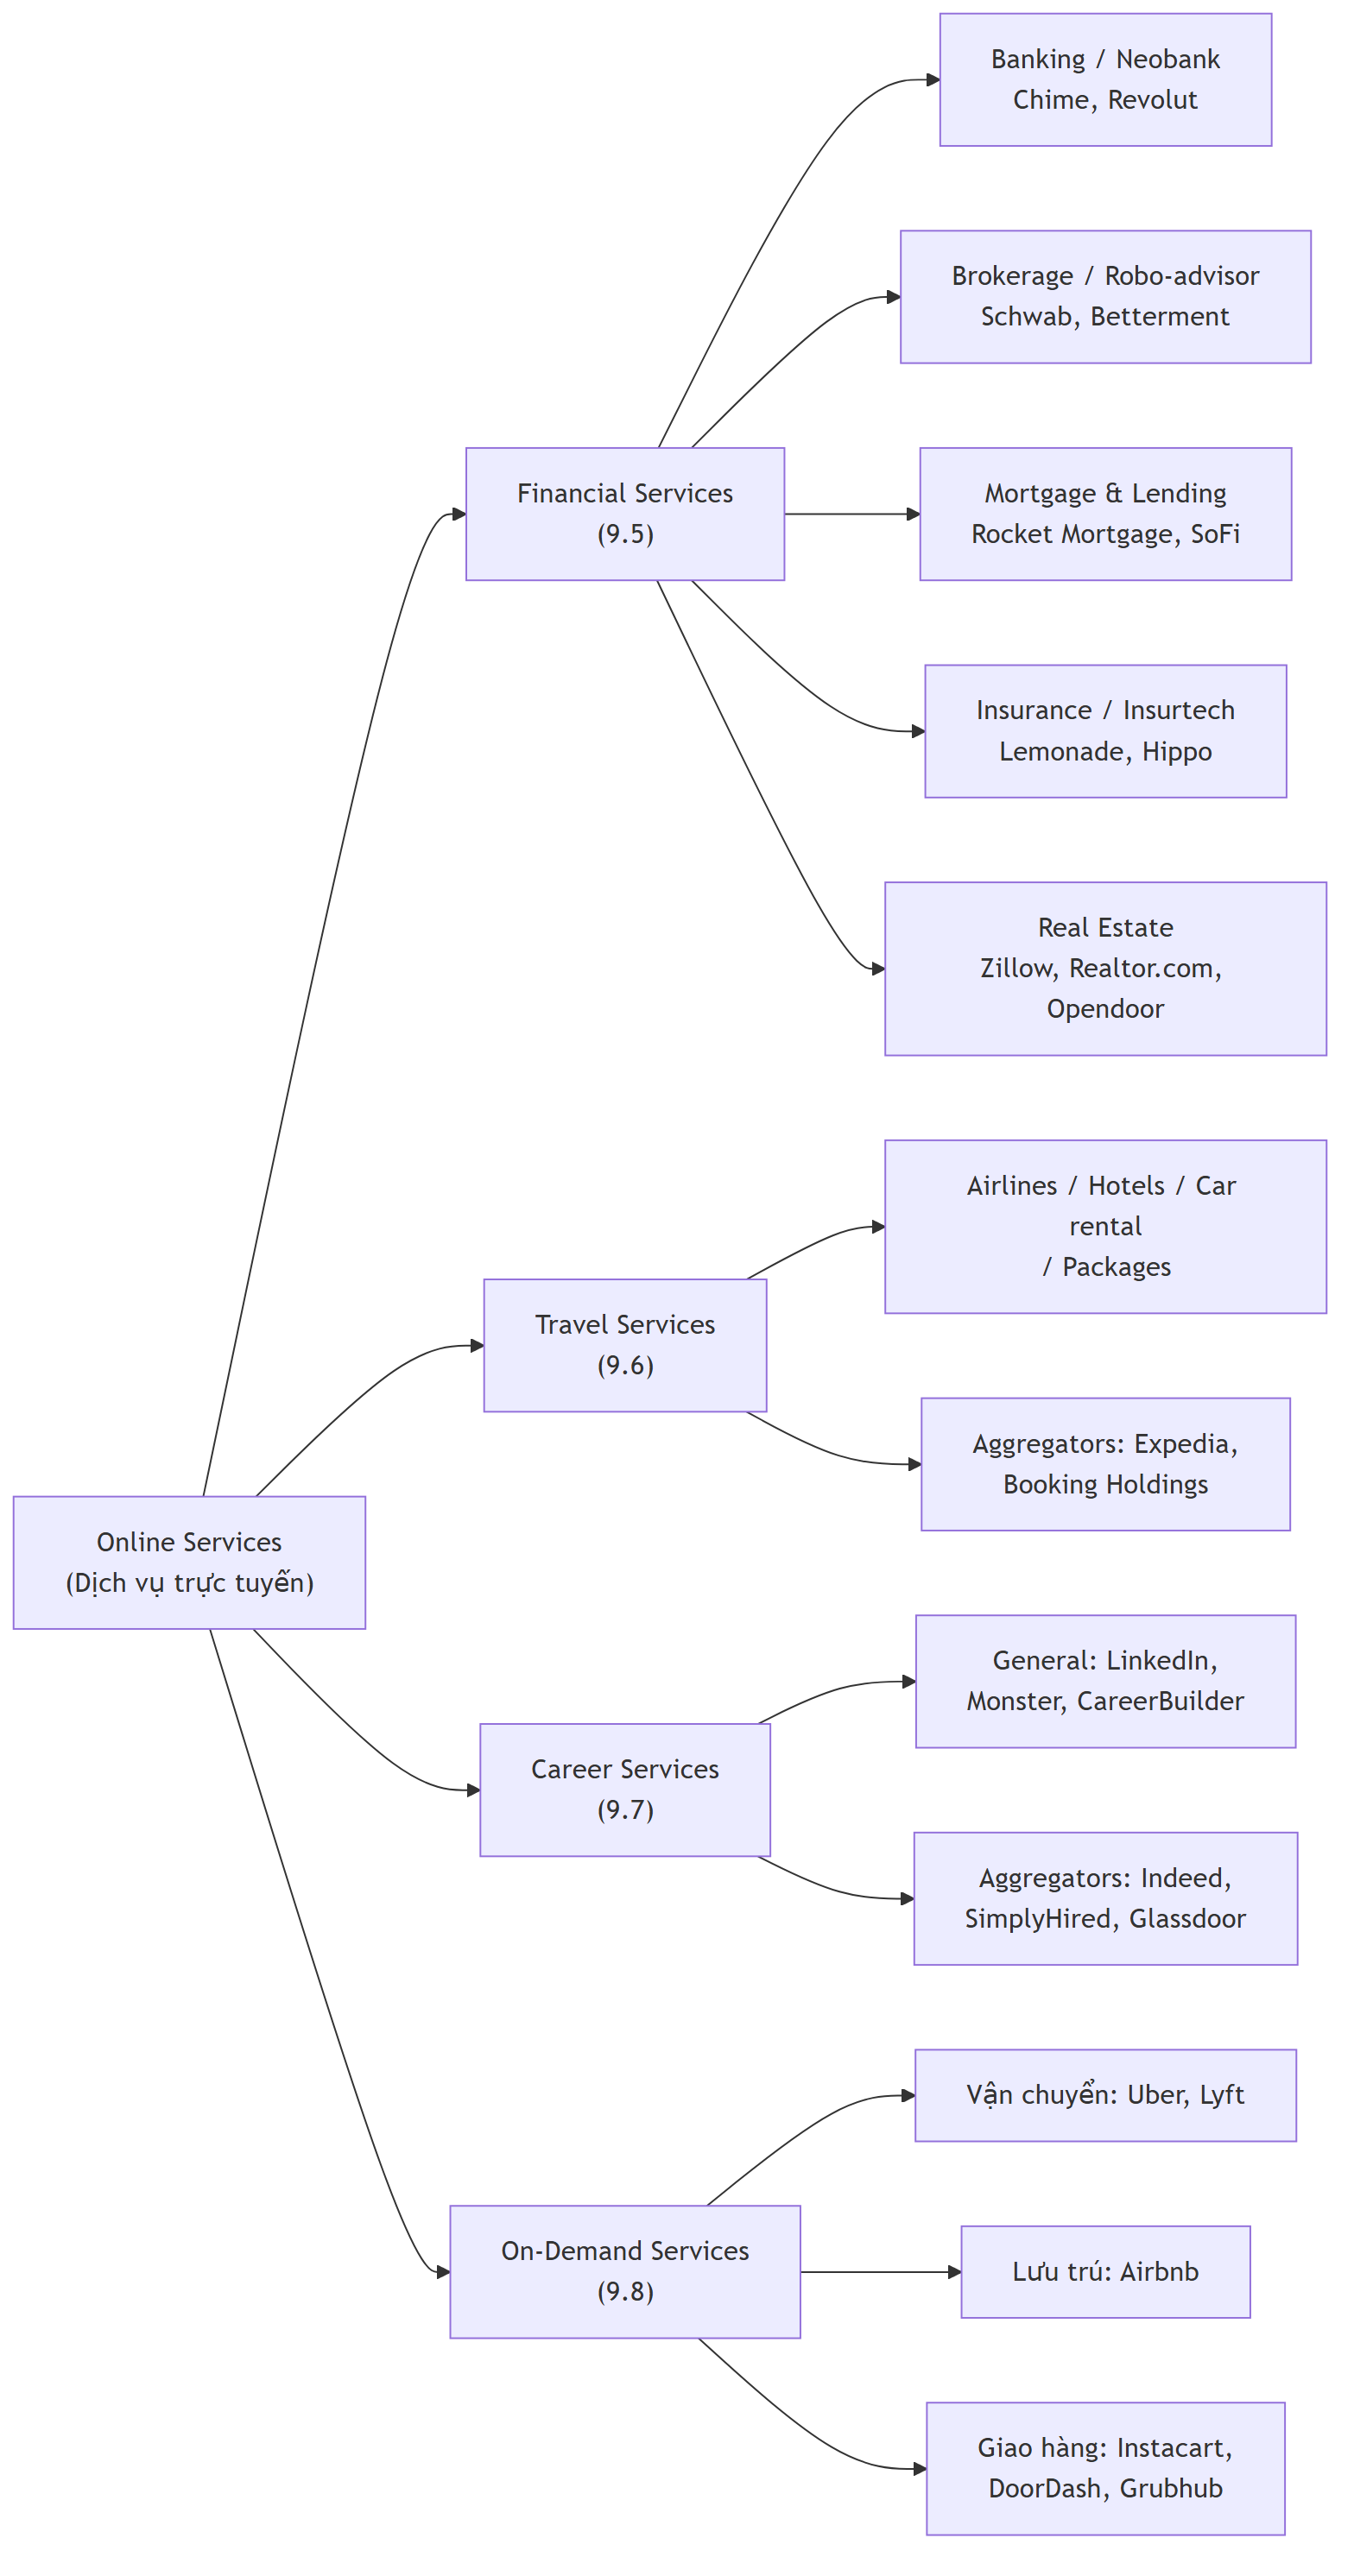 Banking / Neobank
Chime, Revolut
Brokerage / Robo-advisor
Schwab, Betterment
Financial Services
(9.5)
Mortgage & Lending
Rocket Mortgage, SoFi
Insurance / Insurtech
Lemonade, Hippo
Real Estate
Zillow, Realtor.com,
Opendoor
Airlines / Hotels / Car
rental
/ Packages
Travel Services
(9.6)
Aggregators: Expedia,
Booking Holdings
Online Services
(Dịch vụ trực tuyến)
General: LinkedIn,
Monster, CareerBuilder
Career Services
(9.7)
Aggregators: Indeed,
SimplyHired, Glassdoor
Vận chuyển: Uber, Lyft
On-Demand Services
(9.8)
Lưu trú: Airbnb
Giao hàng: Instacart,
DoorDash, Grubhub